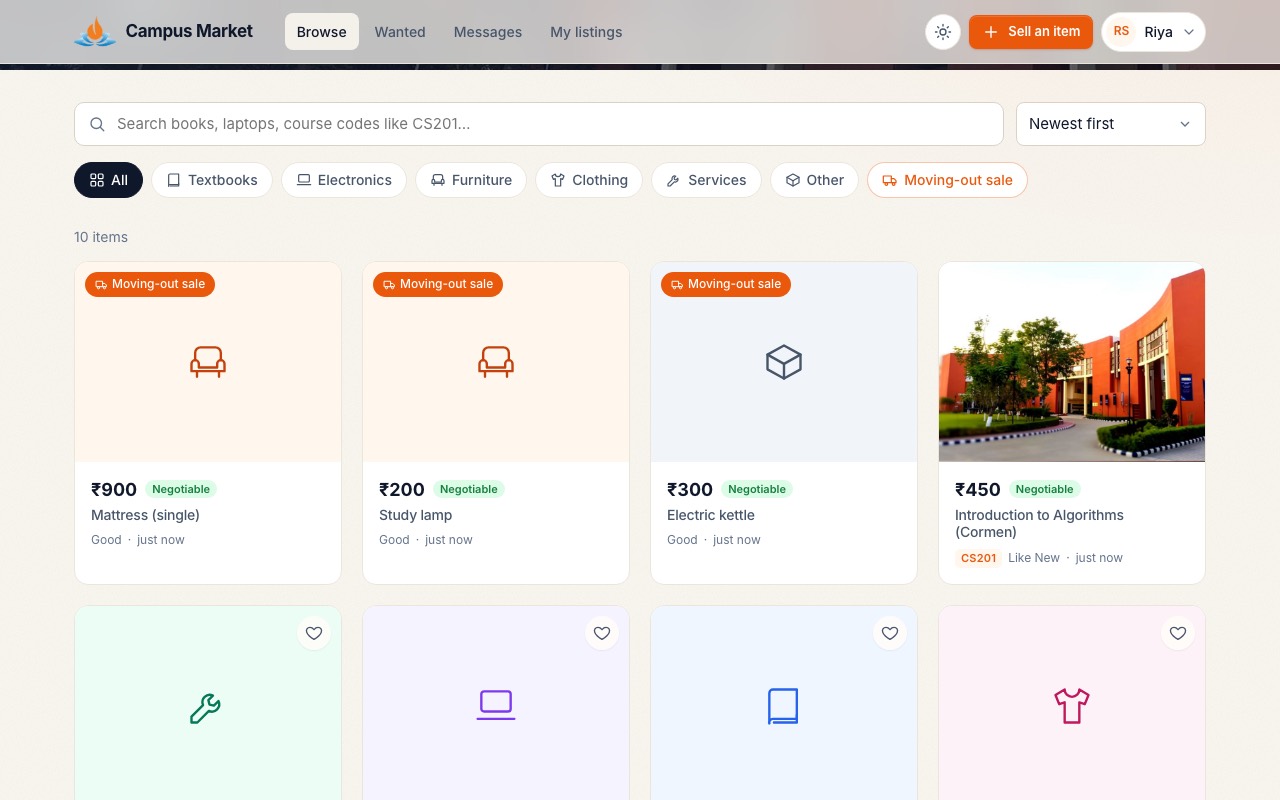 Campus Market
Browse
Wanted
Messages
My listings
Sell an item
RS
Riya
Search books, laptops, course codes like CS201...
Newest first
All
Textbooks
Electronics
Furniture
Clothing
Services
Other
Moving-out sale
10 items
Moving-out sale
₹900 Negotiable
Mattress (single)
Good · just now
Moving-out sale
₹200 Negotiable
Study lamp
Good · just now
Moving-out sale
₹300 Negotiable
Electric kettle
Good · just now
₹450 Negotiable
Introduction to Algorithms
(Cormen)
CS201 Like New · just now